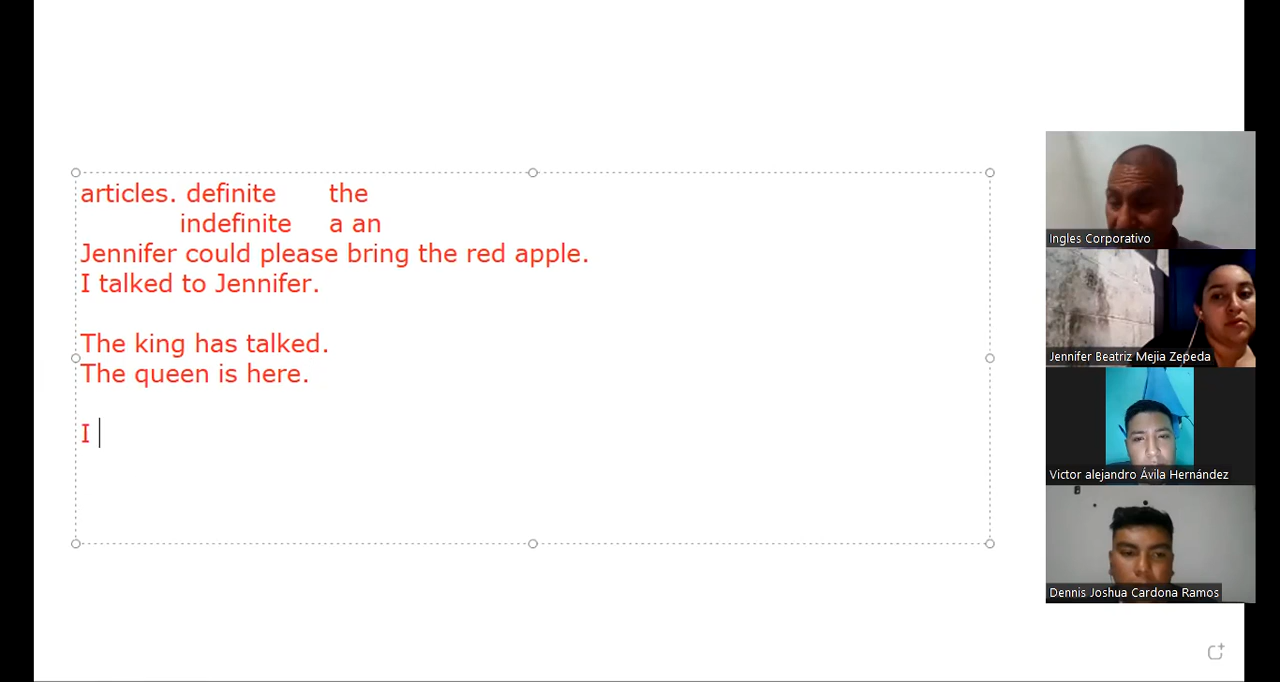 articles. definite the
indefinite a an
Jennifer could please bring the red apple.
I talked to Jennifer.
The king has talked.
The queen is here.
I
Ingles Corporativo
Jennifer Beatriz Mejia Zepeda
Victor alejandro Ávila Hernández
Dennis Joshua Cardona Ramos